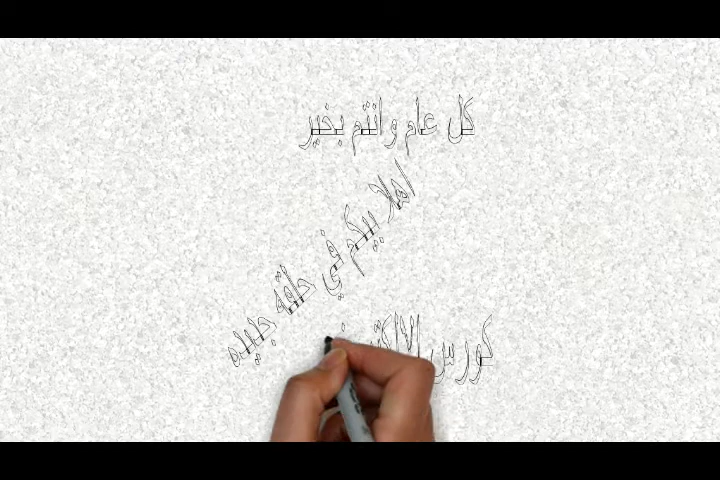 كل عام وانتم بخير
اهلا بيكم في حلقه جديده
كورس